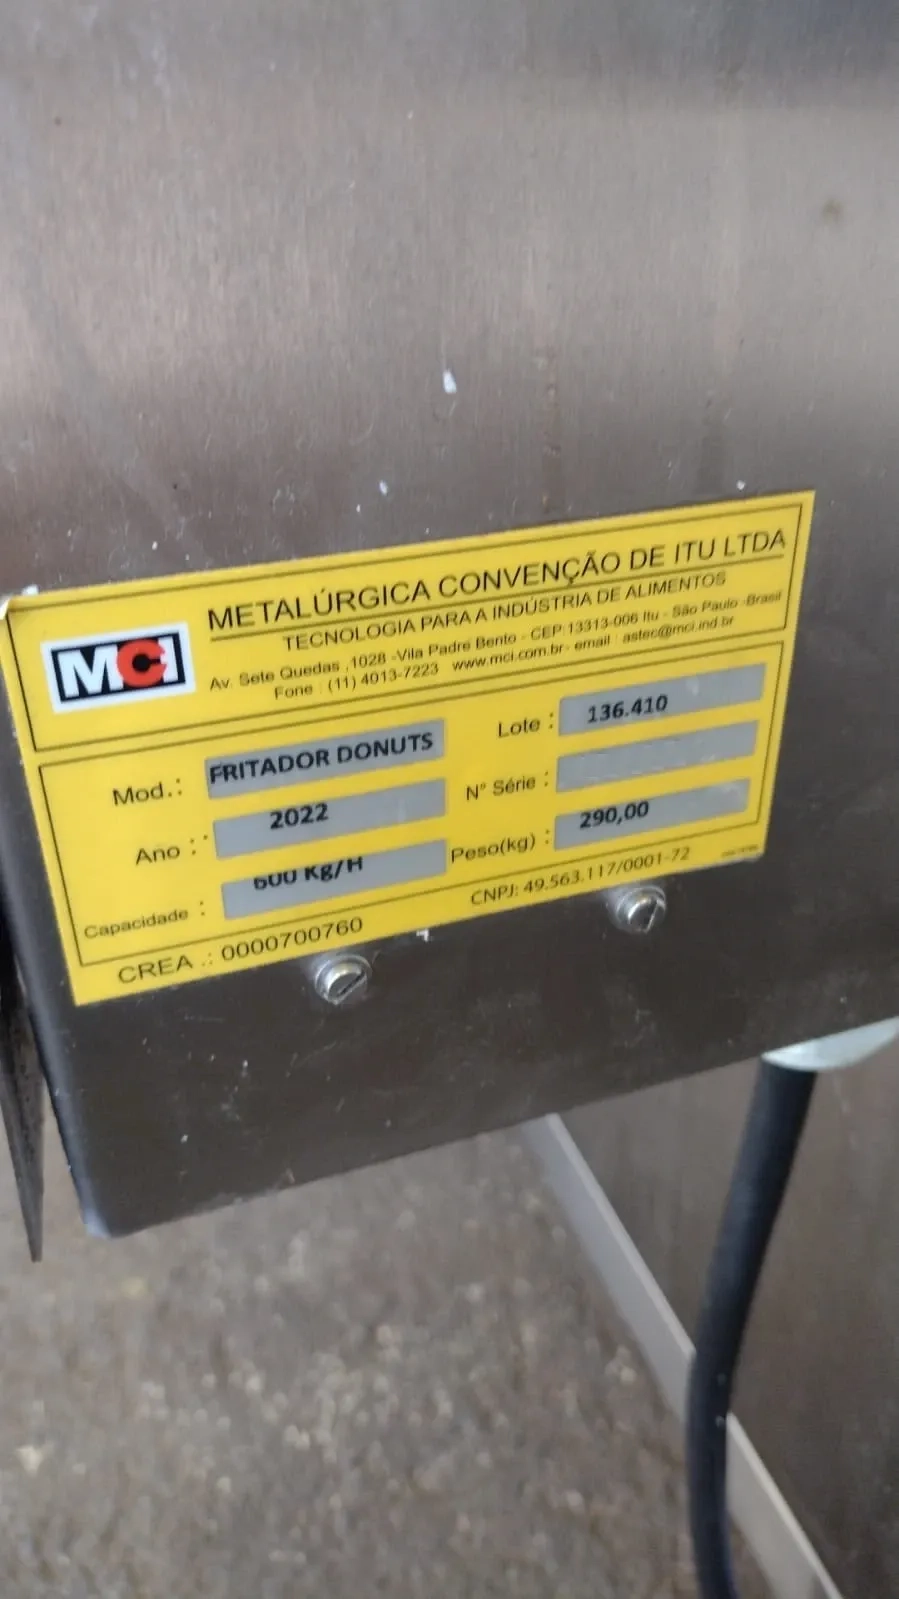 MCI
METALÚRGICA CONVENÇÃO DE ITU LTDA
TECNOLOGIA PARA A INDÚSTRIA DE ALIMENTOS
Av. Sete Quedas ,1028 -Vila Padre Bento - CEP 13313-006 Itu - São Paulo -Brasil
Fone : (11) 4013-7223 www.mci.com.br- email : astec@mci.ind.br
Mod.: FRITADOR DONUTS
Lote : 136.410
Ano : 2022
N° Série :
Capacidade : 600 Kg/H
Peso(kg) : 290,00
CREA .: 0000700760
CNPJ: 49.563.117/0001-72